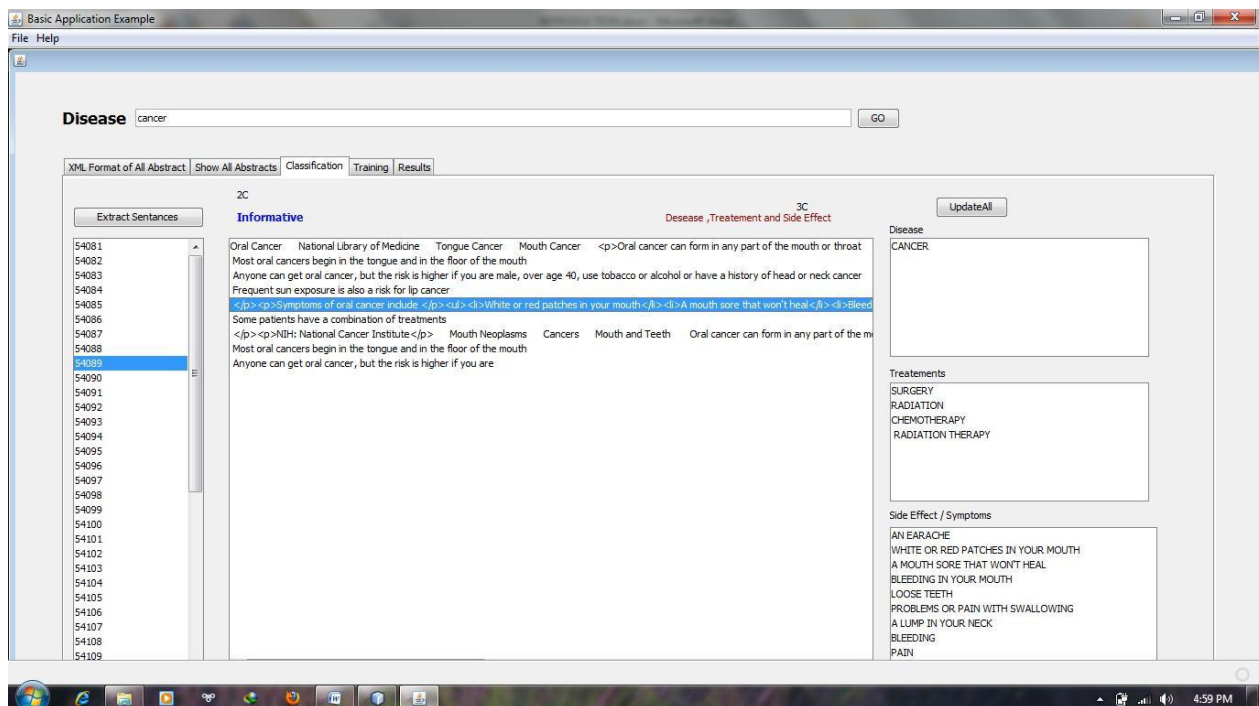 Basic Application Example
File Help
Disease cancer GO
XML Format of All Abstract Show All Abstracts Classification Training Results
2C
3C
Extract Sentances
Informative
Desease ,Treatement and Side Effect
UpdateAll
54081
54082
54083
54084
54085
54086
54087
54088
54089
54090
54091
54092
54093
54094
54095
54096
54097
54098
54099
54100
54101
54102
54103
54104
54105
54106
54107
54108
54109
Oral Cancer National Library of Medicine Tongue Cancer Mouth Cancer <p>Oral cancer can form in any part of the mouth or throat
Most oral cancers begin in the tongue and in the floor of the mouth
Anyone can get oral cancer, but the risk is higher if you are male, over age 40, use tobacco or alcohol or have a history of head or neck cancer
Frequent sun exposure is also a risk for lip cancer
</p><p>Symptoms of oral cancer include </p><ul><li>White or red patches in your mouth</li><li>A mouth sore that won't heal</li><li>Bleed
Some patients have a combination of treatments
</p><p>NIH: National Cancer Institute</p> Mouth Neoplasms Cancers Mouth and Teeth Oral cancer can form in any part of the m
Most oral cancers begin in the tongue and in the floor of the mouth
Anyone can get oral cancer, but the risk is higher if you are
Disease
CANCER
Treatements
SURGERY
RADIATION
CHEMOTHERAPY
RADIATION THERAPY
Side Effect / Symptoms
AN EARACHE
WHITE OR RED PATCHES IN YOUR MOUTH
A MOUTH SORE THAT WON'T HEAL
BLEEDING IN YOUR MOUTH
LOOSE TEETH
PROBLEMS OR PAIN WITH SWALLOWING
A LUMP IN YOUR NECK
BLEEDING
PAIN
4:59 PM